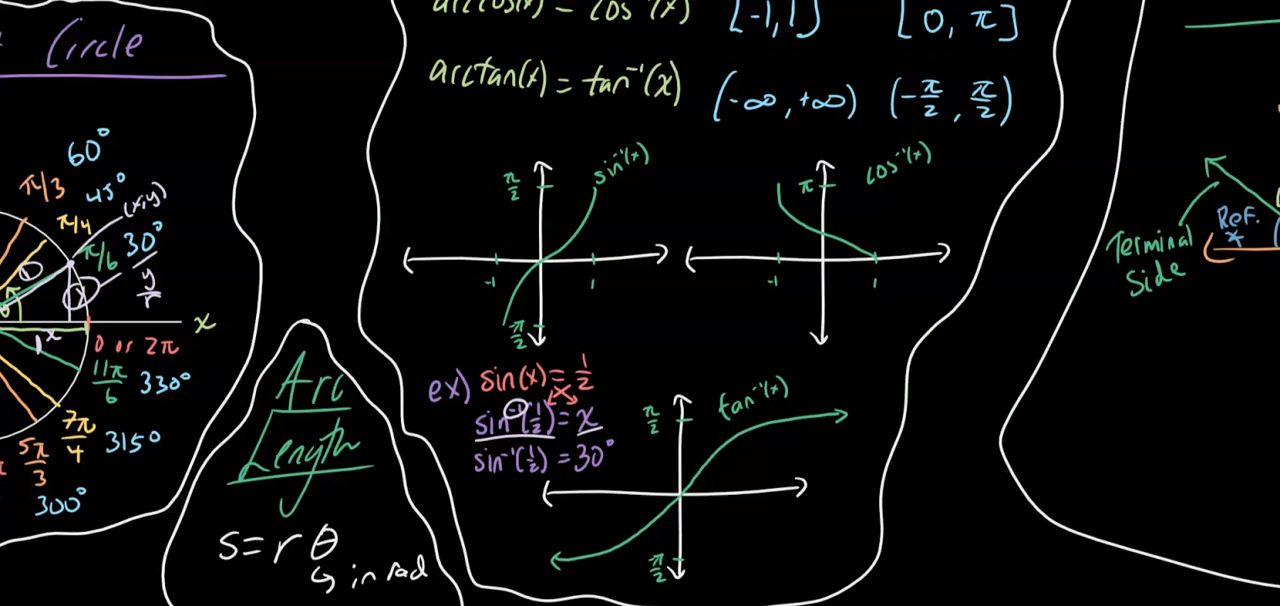 Circle
60°
π/3
45°
(x,y)
π/4
π/6 30°
1
y
y/r
x
1
x
0 or 2π
11π/6 330°
7π/4 315°
5π/3
300°
Arc
Length
s = r θ
in rad
arccos(x) = cos⁻¹(x) [-1,1] [0, π]
arctan(x) = tan⁻¹(x) (-∞,+∞) (-π/2, π/2)
π/2
sin⁻¹(x)
-1
1
π/2
π
cos⁻¹(x)
-1
1
ex) sin(x) = 1/2
sin⁻¹(1/2) = x
sin⁻¹(1/2) = 30°
π/2
tan⁻¹(x)
π/2
Terminal
Side
Ref.